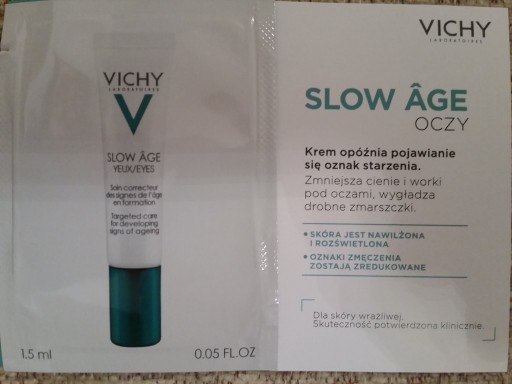 VICHY
LABORATOIRES
V
SLOW ÂGE
YEUX/EYES
Soin correcteur
des signes de l'âge
en formation
Targeted care
for developing
signs of ageing
1.5 ml
0.05 FL.OZ
VICHY
LABORATOIRES
SLOW ÂGE
OCZY
Krem opóźnia pojawianie
się oznak starzenia.
Zmniejsza cienie i worki
pod oczami, wygładza
drobne zmarszczki.
• SKÓRA JEST NAWILŻONA
I ROZŚWIETLONA
• OZNAKI ZMĘCZENIA
ZOSTAJĄ ZREDUKOWANE
Dla skóry wrażliwej.
Skuteczność potwierdzona klinicznie.